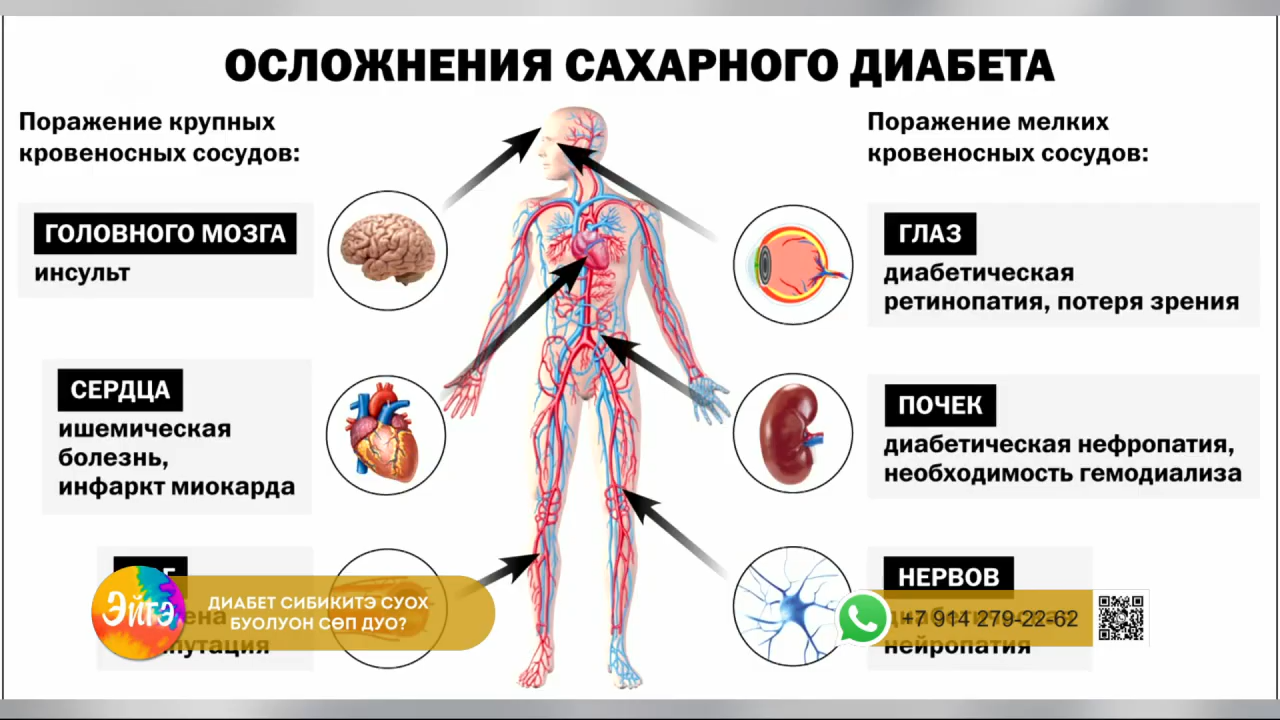 ОСЛОЖНЕНИЯ САХАРНОГО ДИАБЕТА
Поражение крупных
кровеносных сосудов:
ГОЛОВНОГО МОЗГА
инсульт
СЕРДЦА
ишемическая
болезнь,
инфаркт миокарда
Поражение мелких
кровеносных сосудов:
ГЛАЗ
диабетическая
ретинопатия, потеря зрения
ПОЧЕК
диабетическая нефропатия,
необходимость гемодиализа
НЕРВОВ
диабетическая
нейропатия
Эйгэ
ДИАБЕТ СИБИКИТЭ СУОХ
БУОЛУОН СӨП ДУО?
+7 914 279-22-62